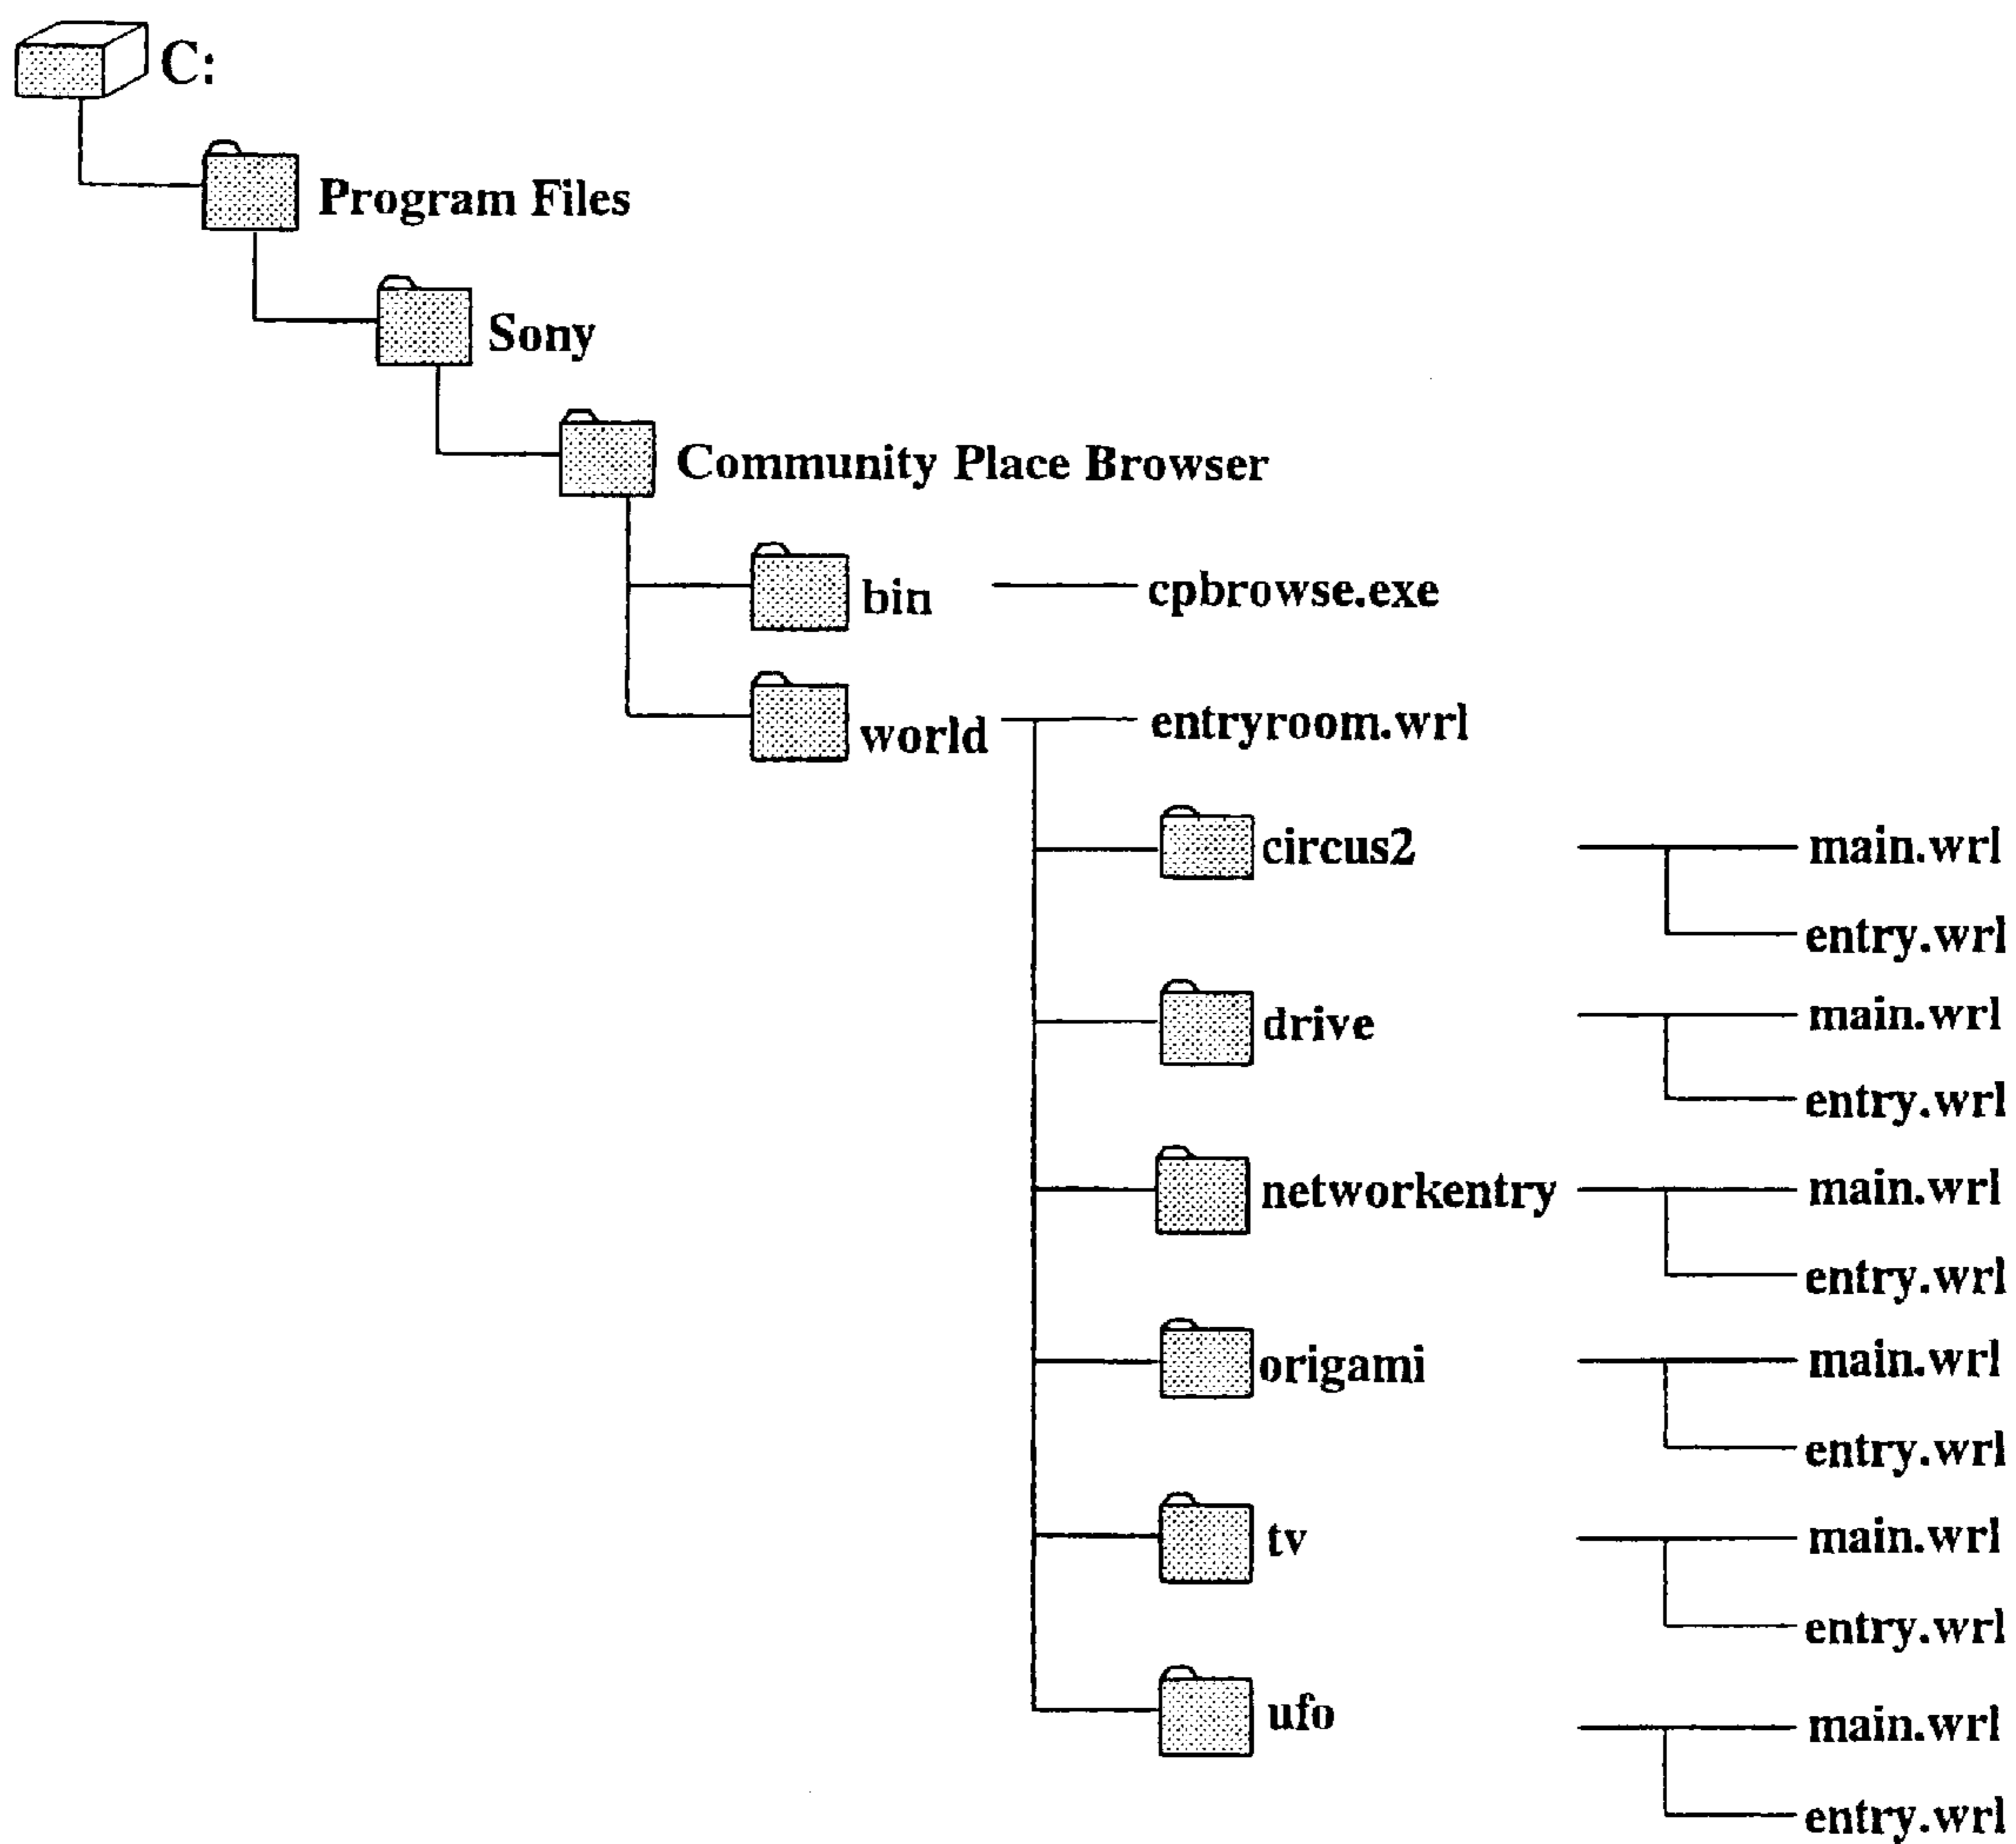 C:
Program Files
Sony
Community Place Browser
bin cpbrowse.exe
world entryroom.wrl
circus2 main.wrl
entry.wrl
drive main.wrl
entry.wrl
networkentry main.wrl
entry.wrl
origami main.wrl
entry.wrl
tv main.wrl
entry.wrl
ufo main.wrl
entry.wrl